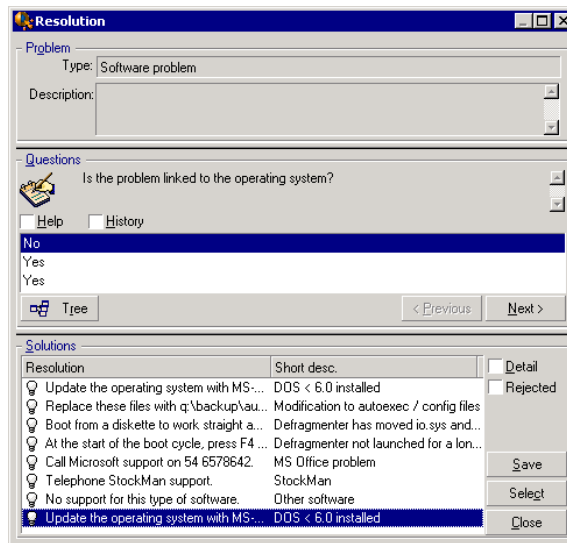 Resolution
Problem
Type: Software problem
Description:
Questions
Is the problem linked to the operating system?
Help History
No
Yes
Yes
Tree < Previous Next >
Solutions
Resolution Short desc. Detail
Update the operating system with MS-... DOS < 6.0 installed Rejected
Replace these files with q:\backup\au... Modification to autoexec / config files
Boot from a diskette to work straight a... Defragmenter has moved io.sys and...
At the start of the boot cycle, press F4 ... Defragmenter not launched for a lon...
Call Microsoft support on 54 6578642. MS Office problem Save
Telephone StockMan support. StockMan
No support for this type of software. Other software Select
Update the operating system with MS-... DOS < 6.0 installed Close